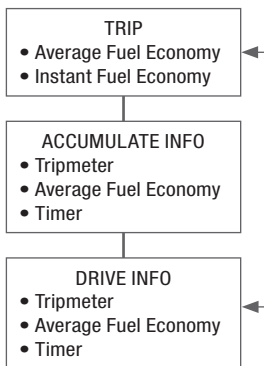 TRIP
• Average Fuel Economy
• Instant Fuel Economy
ACCUMULATE INFO
• Tripmeter
• Average Fuel Economy
• Timer
DRIVE INFO
• Tripmeter
• Average Fuel Economy
• Timer